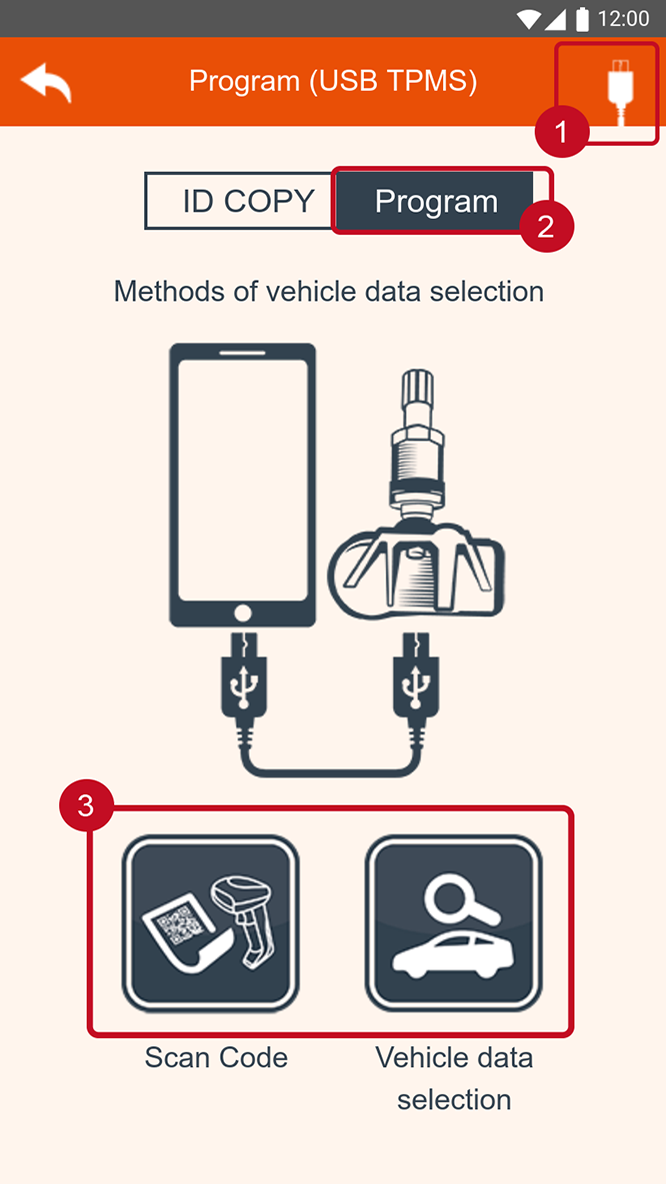 12:00
Program (USB TPMS)
1
ID COPY
Program
2
Methods of vehicle data selection
3
Scan Code
Vehicle data
selection